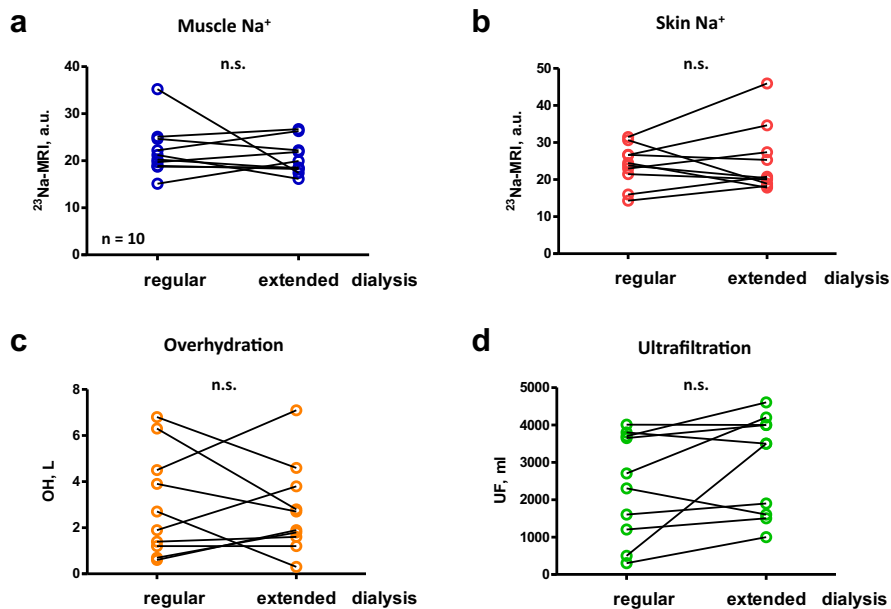 a
Muscle Na⁺
n.s.
²³Na-MRI, a.u.
40
30
20
10
0
n = 10
regular extended dialysis
b
Skin Na⁺
n.s.
²³Na-MRI, a.u.
50
40
30
20
10
0
regular extended dialysis
c
Overhydration
n.s.
OH, L
8
6
4
2
0
regular extended dialysis
d
Ultrafiltration
n.s.
UF, ml
5000
4000
3000
2000
1000
0
regular extended dialysis